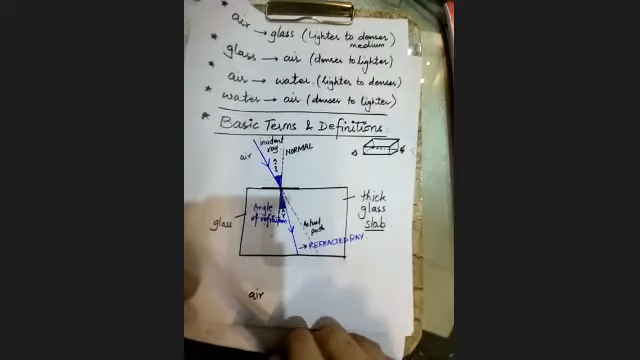 * air → glass (lighter to denser medium)
* glass → air (denser to lighter)
* air → water (lighter to denser)
* water → air (denser to lighter)
* Basic Terms & Definitions
incident ray
NORMAL
air
î
Angle of refraction
r̂
glass
Actual path
→ REFRACTED RAY
thick
glass
slab
air